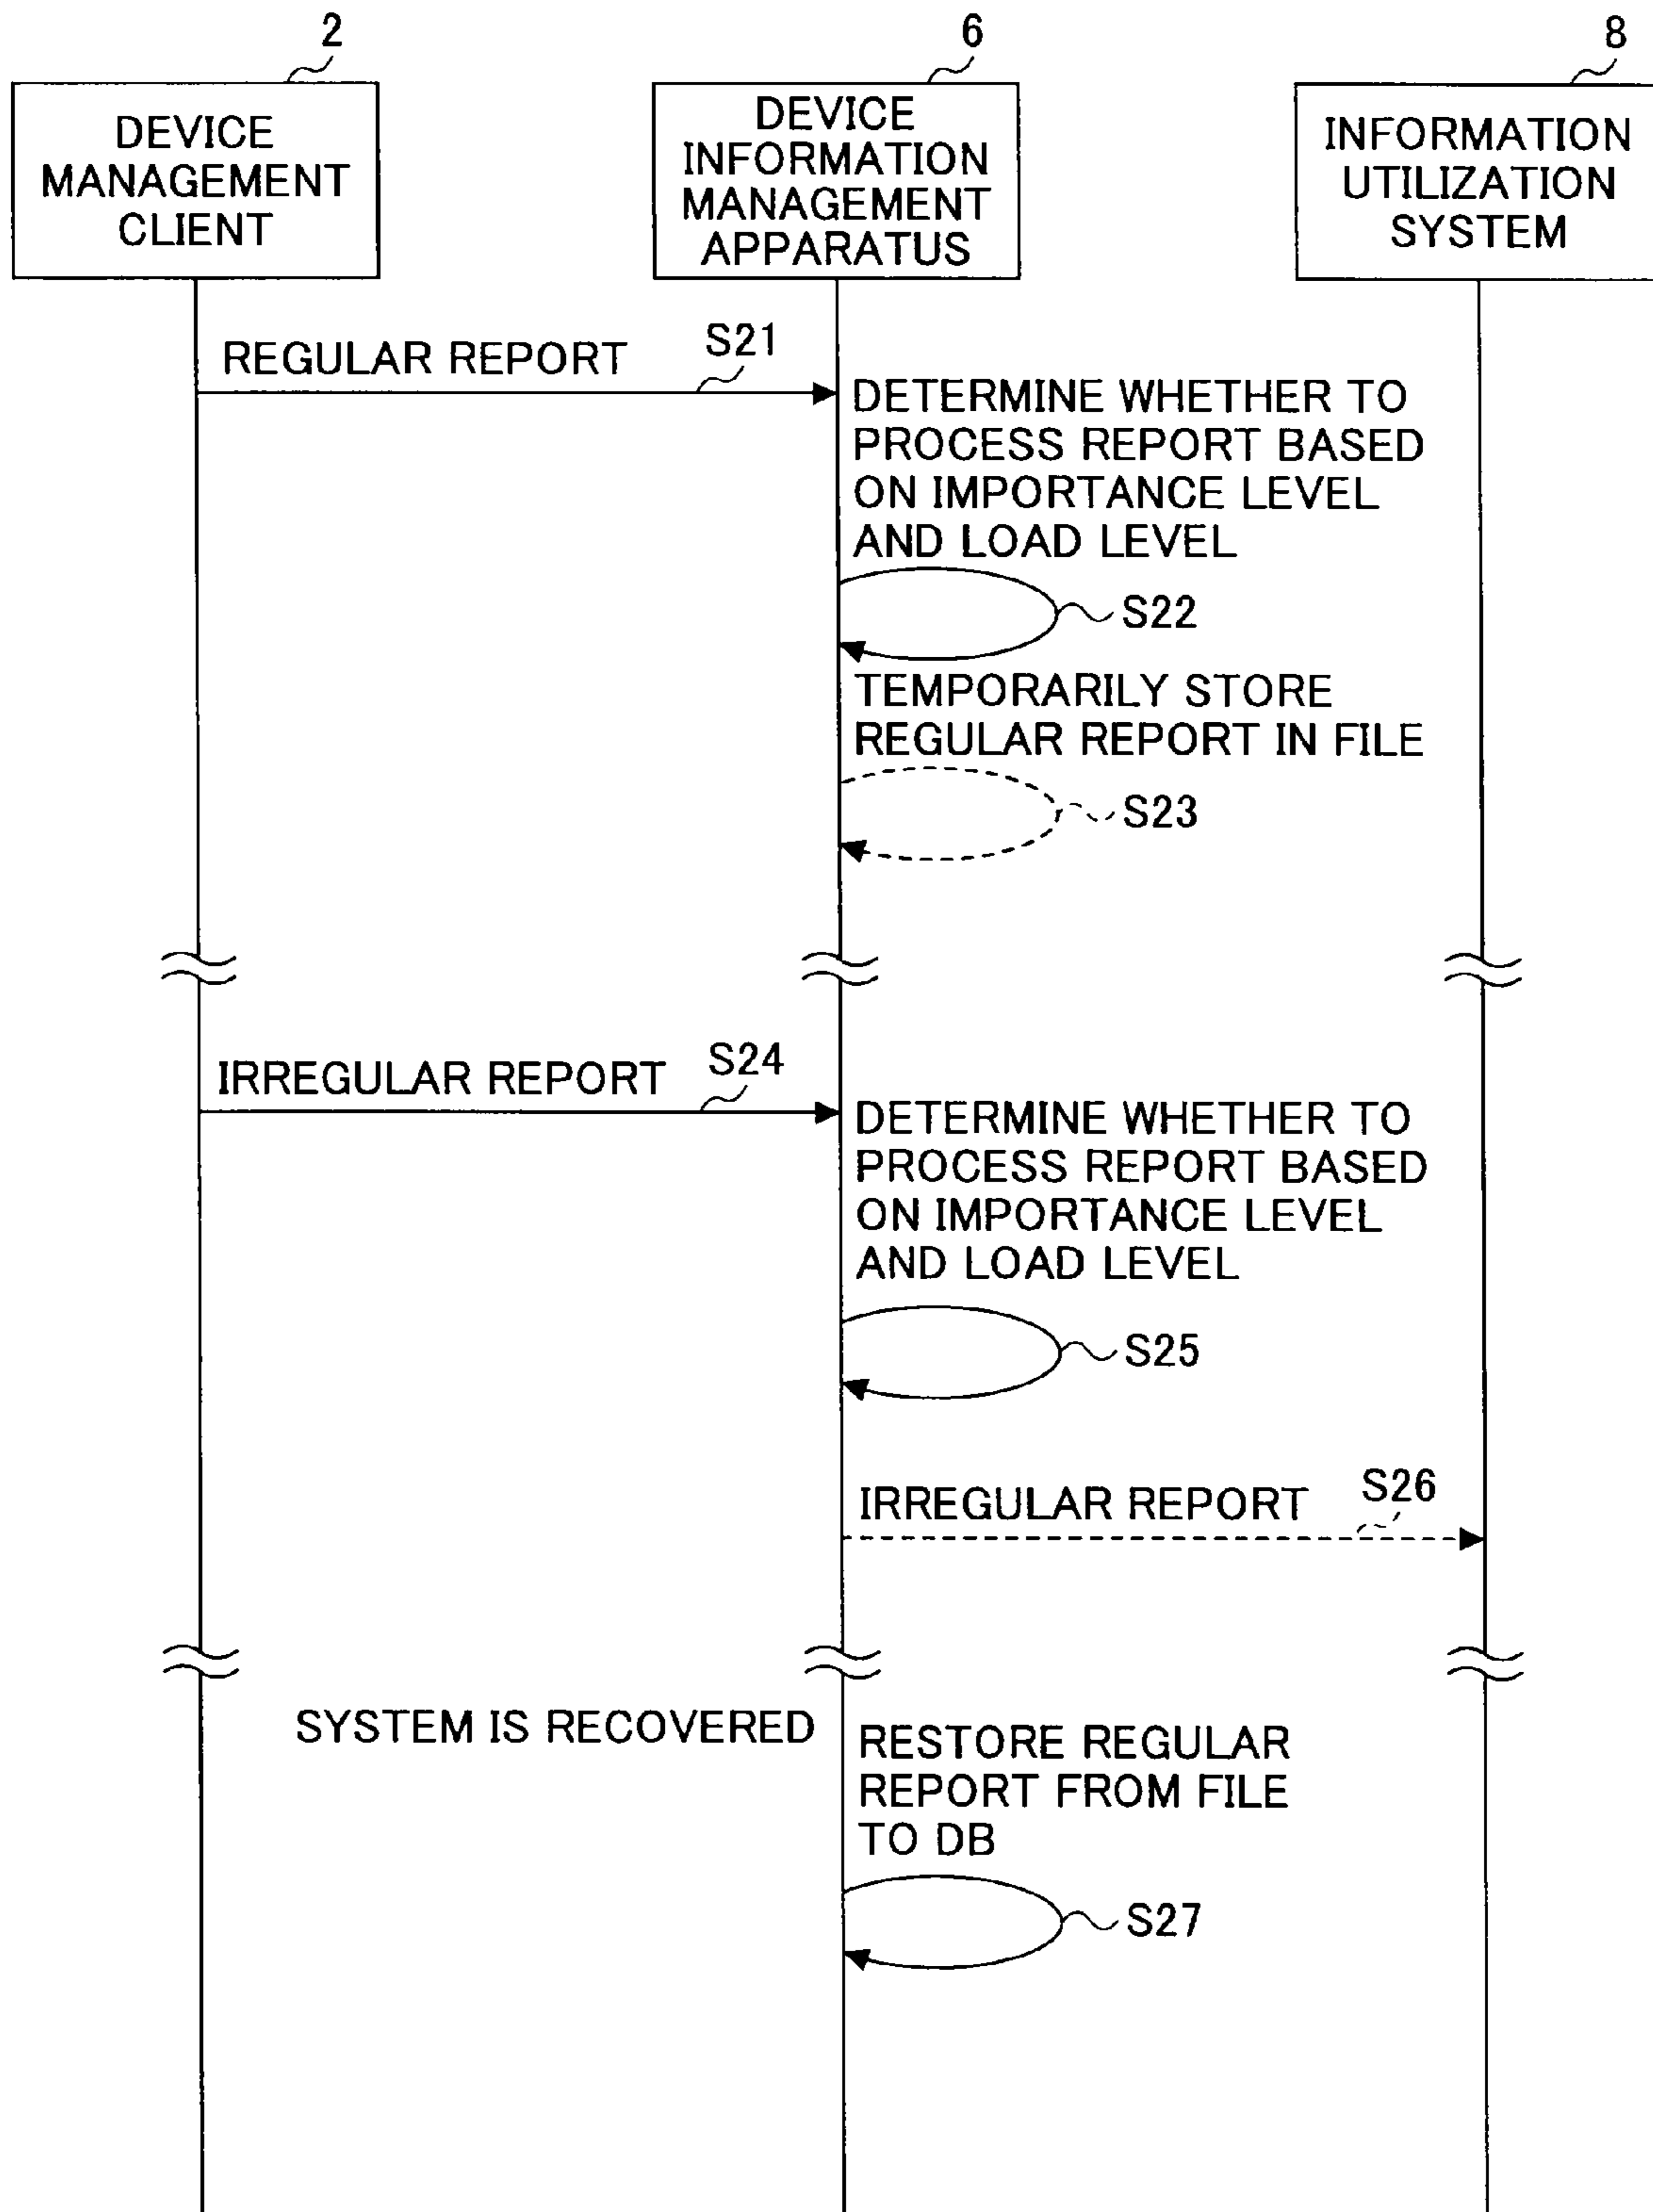 2
6
8
DEVICE
MANAGEMENT
CLIENT
DEVICE
INFORMATION
MANAGEMENT
APPARATUS
INFORMATION
UTILIZATION
SYSTEM
REGULAR REPORT
S21
DETERMINE WHETHER TO
PROCESS REPORT BASED
ON IMPORTANCE LEVEL
AND LOAD LEVEL
S22
TEMPORARILY STORE
REGULAR REPORT IN FILE
S23
IRREGULAR REPORT
S24
DETERMINE WHETHER TO
PROCESS REPORT BASED
ON IMPORTANCE LEVEL
AND LOAD LEVEL
S25
IRREGULAR REPORT
S26
SYSTEM IS RECOVERED
RESTORE REGULAR
REPORT FROM FILE
TO DB
S27